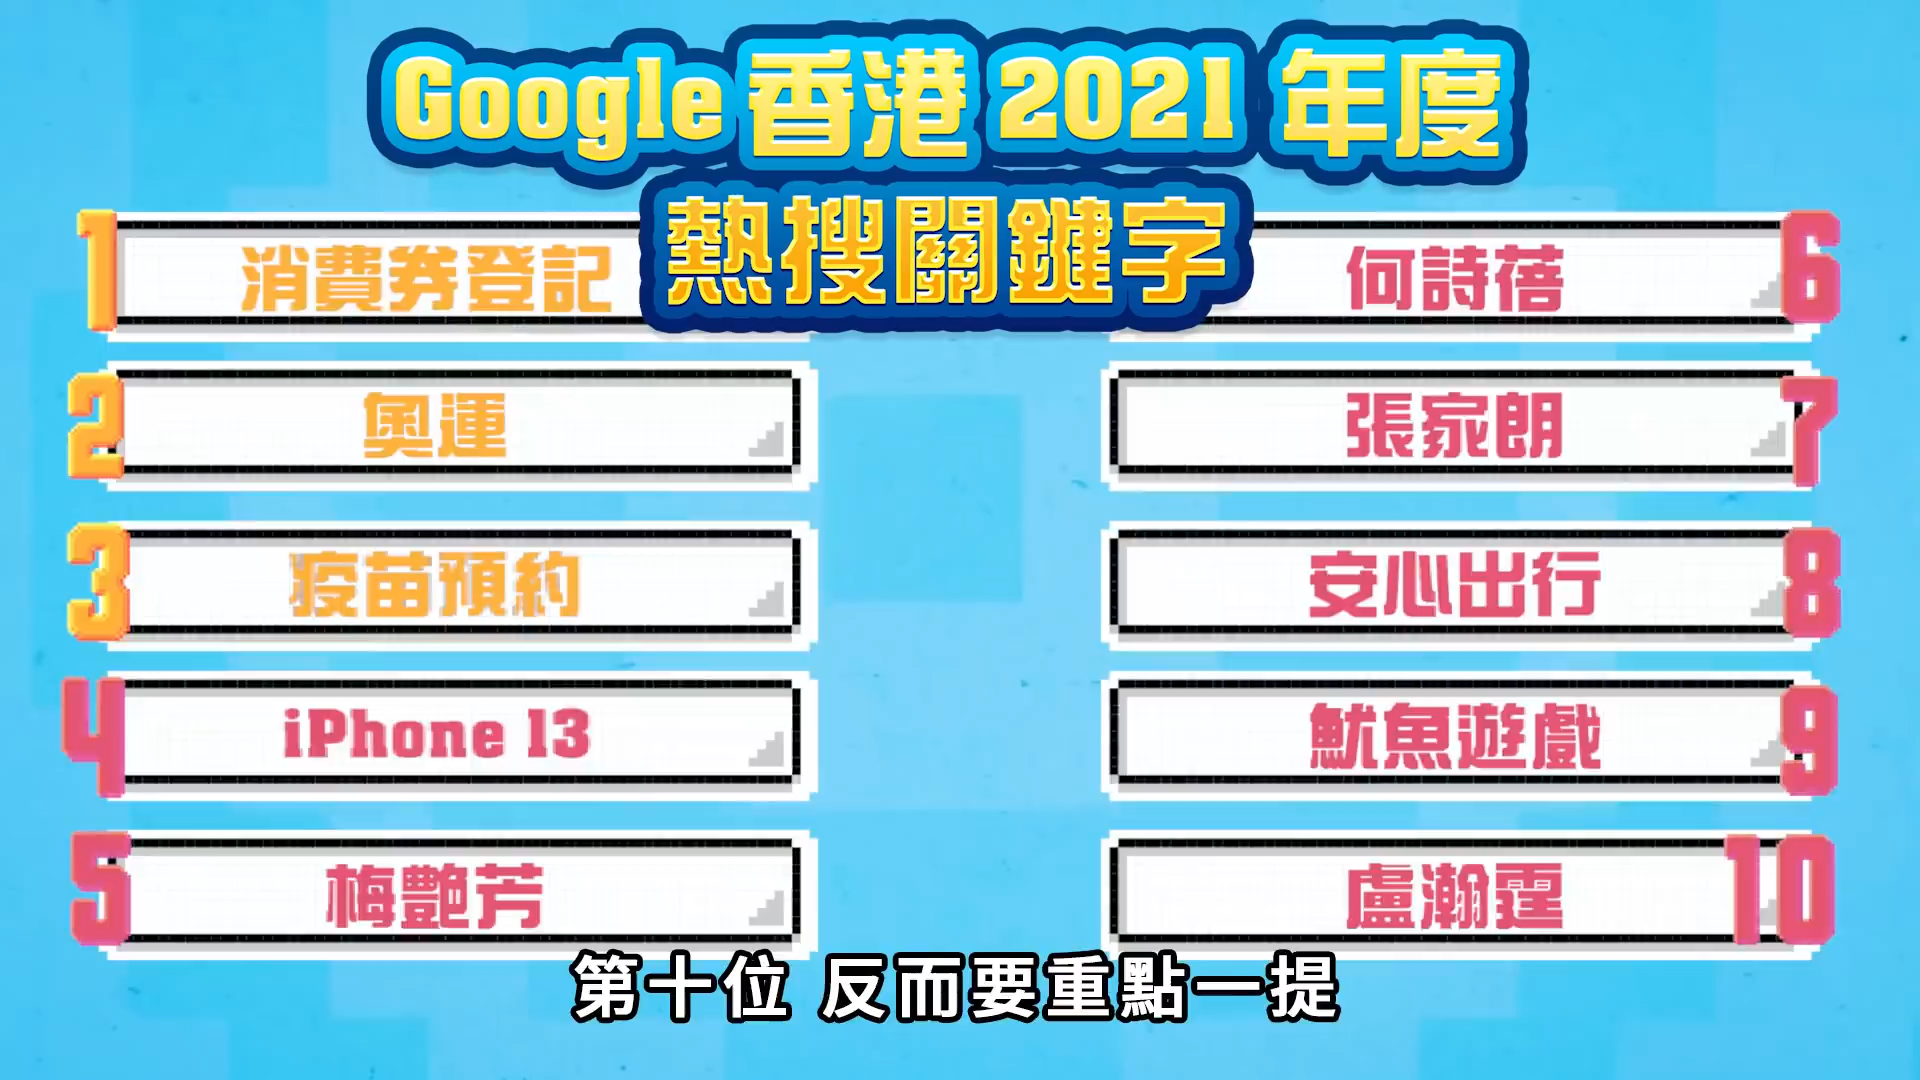 Google 香港 2021 年度
熱搜關鍵字
1 消費券登記
2 奧運
3 疫苗預約
4 iPhone 13
5 梅艷芳
6 何詩蓓
7 張家朗
8 安心出行
9 魷魚遊戲
10 盧瀚霆
第十位 反而要重點一提